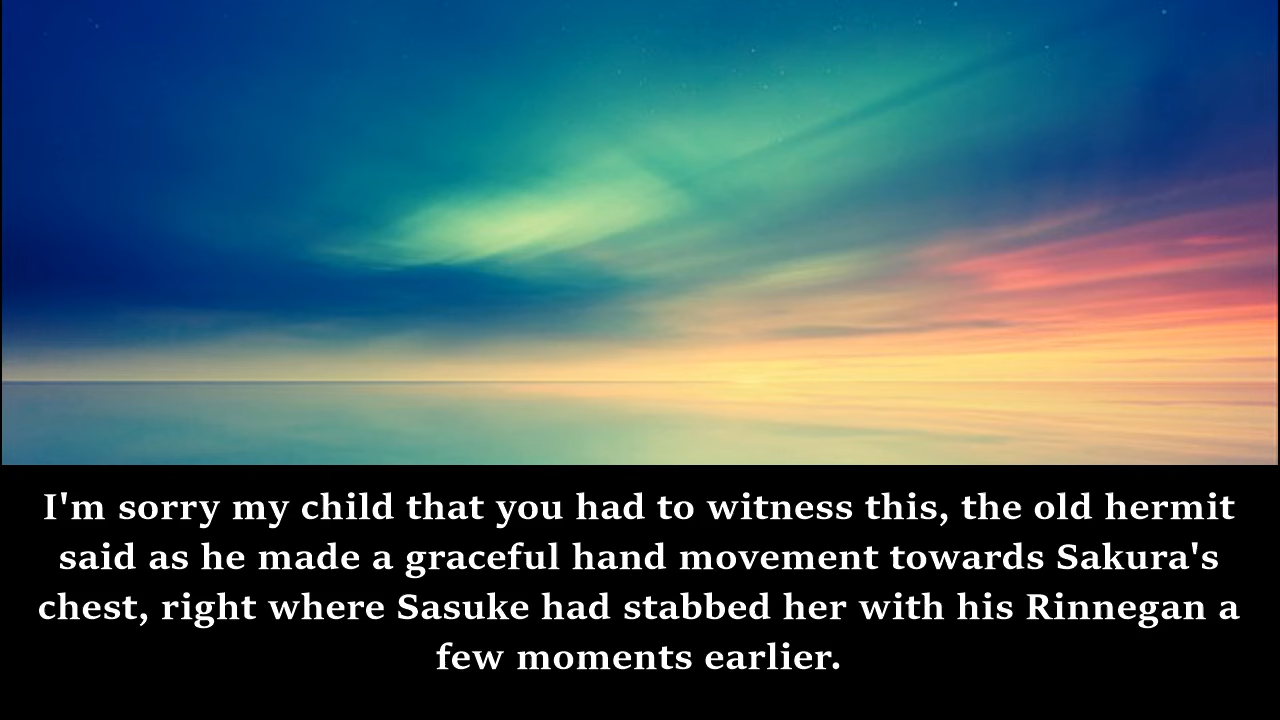 I'm sorry my child that you had to witness this, the old hermit
said as he made a graceful hand movement towards Sakura's
chest, right where Sasuke had stabbed her with his Rinnegan a
few moments earlier.